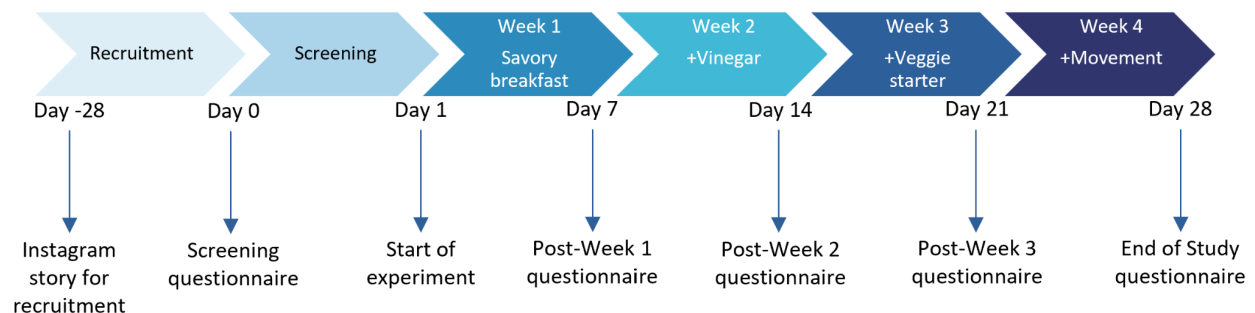 Recruitment
Screening
Week 1
Savory
breakfast
Week 2
+Vinegar
Week 3
+Veggie
starter
Week 4
+Movement
Day -28
Day 0
Day 1
Day 7
Day 14
Day 21
Day 28
Instagram
story for
recruitment
Screening
questionnaire
Start of
experiment
Post-Week 1
questionnaire
Post-Week 2
questionnaire
Post-Week 3
questionnaire
End of Study
questionnaire